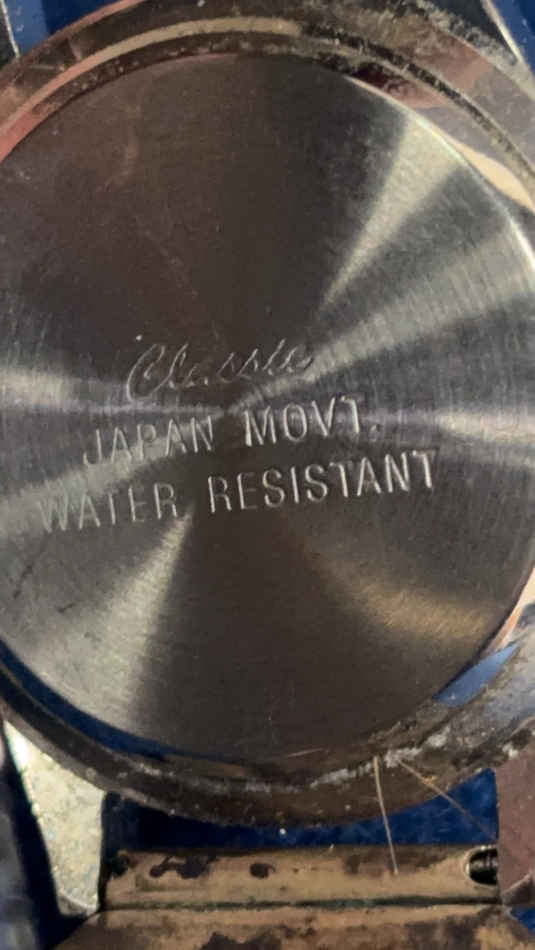 Classic
JAPAN MOVT.
WATER RESISTANT